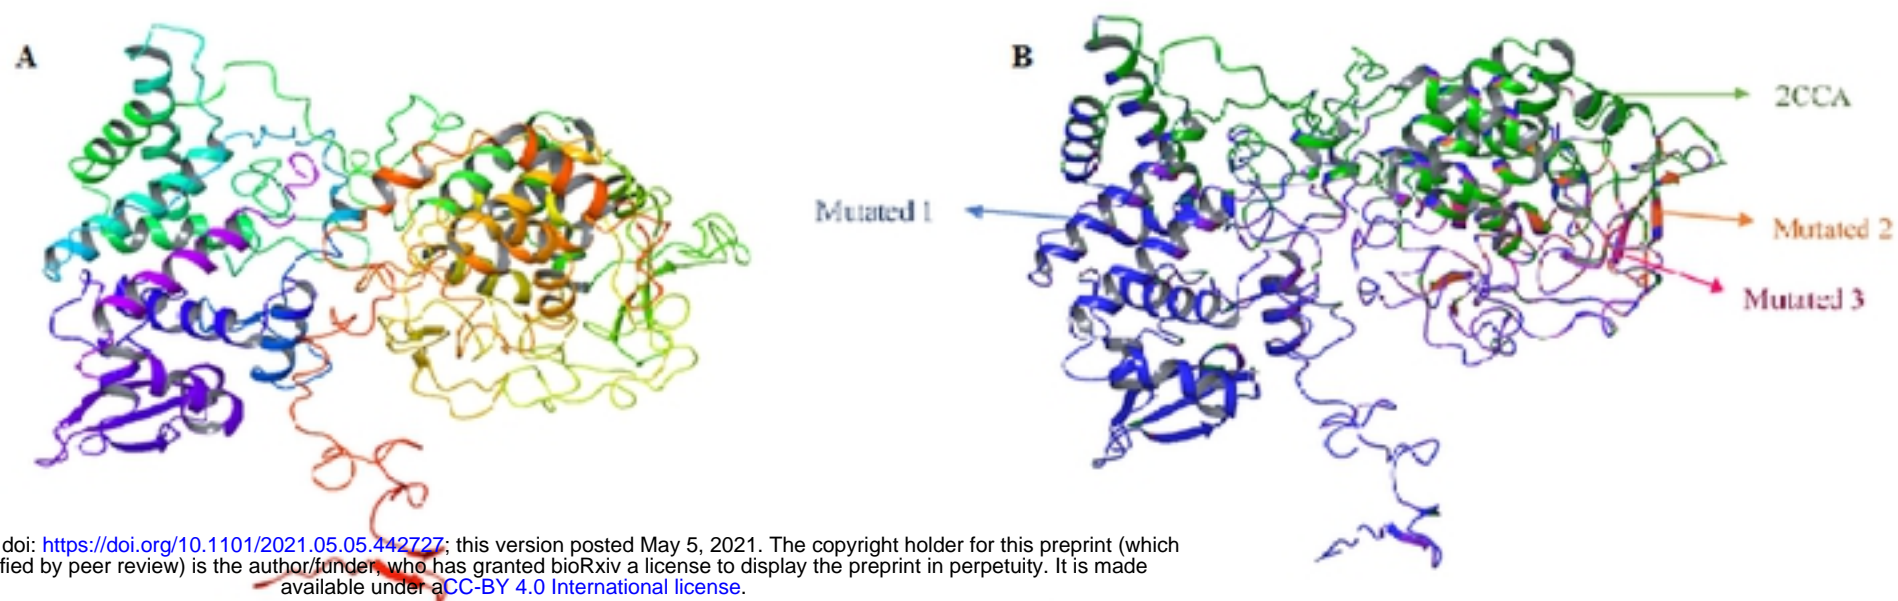 A
B
2CCA
Mutated 1
Mutated 2
Mutated 3
doi: https://doi.org/10.1101/2021.05.05.442727; this version posted May 5, 2021. The copyright holder for this preprint (which
fied by peer review) is the author/funder, who has granted bioRxiv a license to display the preprint in perpetuity. It is made
available under aCC-BY 4.0 International license.